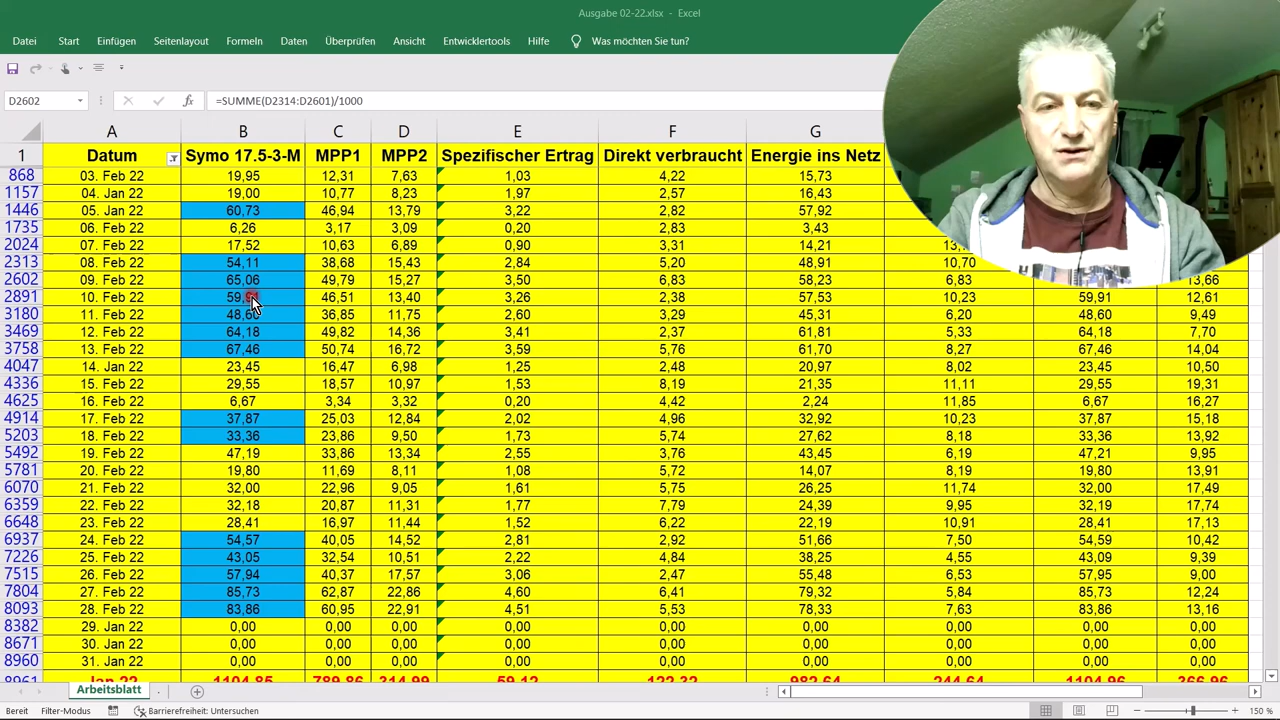 Ausgabe 02-22.xlsx - Excel
Datei Start Einfügen Seitenlayout Formeln Daten Überprüfen Ansicht Entwicklertools Hilfe Was möchten Sie tun?
D2602 fx =SUMME(D2314:D2601)/1000
A B C D E F G
1 Datum Symo 17.5-3-M MPP1 MPP2 Spezifischer Ertrag Direkt verbraucht Energie ins Netz
868 03. Feb 22 19,95 12,31 7,63 1,03 4,22 15,73
1157 04. Jan 22 19,00 10,77 8,23 1,97 2,57 16,43
1446 05. Jan 22 60,73 46,94 13,79 3,22 2,82 57,92
1735 06. Feb 22 6,26 3,17 3,09 0,20 2,83 3,43
2024 07. Feb 22 17,52 10,63 6,89 0,90 3,31 14,21
2313 08. Feb 22 54,11 38,68 15,43 2,84 5,20 48,91 10,70
2602 09. Feb 22 65,06 49,79 15,27 3,50 6,83 58,23 6,83 13,66
2891 10. Feb 22 46,51 13,40 3,26 2,38 57,53 10,23 59,91 12,61
3180 11. Feb 22 48,60 36,85 11,75 2,60 3,29 45,31 6,20 48,60 9,49
3469 12. Feb 22 64,18 49,82 14,36 3,41 2,37 61,81 5,33 64,18 7,70
3758 13. Feb 22 67,46 50,74 16,72 3,59 5,76 61,70 8,27 67,46 14,04
4047 14. Jan 22 23,45 16,47 6,98 1,25 2,48 20,97 8,02 23,45 10,50
4336 15. Feb 22 29,55 18,57 10,97 1,53 8,19 21,35 11,11 29,55 19,31
4625 16. Feb 22 6,67 3,34 3,32 0,20 4,42 2,24 11,85 6,67 16,27
4914 17. Feb 22 37,87 25,03 12,84 2,02 4,96 32,92 10,23 37,87 15,18
5203 18. Feb 22 33,36 23,86 9,50 1,73 5,74 27,62 8,18 33,36 13,92
5492 19. Feb 22 47,19 33,86 13,34 2,55 3,76 43,45 6,19 47,21 9,95
5781 20. Feb 22 19,80 11,69 8,11 1,08 5,72 14,07 8,19 19,80 13,91
6070 21. Feb 22 32,00 22,96 9,05 1,61 5,75 26,25 11,74 32,00 17,49
6359 22. Feb 22 32,18 20,87 11,31 1,77 7,79 24,39 9,95 32,19 17,74
6648 23. Feb 22 28,41 16,97 11,44 1,52 6,22 22,19 10,91 28,41 17,13
6937 24. Feb 22 54,57 40,05 14,52 2,81 2,92 51,66 7,50 54,59 10,42
7226 25. Feb 22 43,05 32,54 10,51 2,22 4,84 38,25 4,55 43,09 9,39
7515 26. Feb 22 57,94 40,37 17,57 3,06 2,47 55,48 6,53 57,95 9,00
7804 27. Feb 22 85,73 62,87 22,86 4,60 6,41 79,32 5,84 85,73 12,24
8093 28. Feb 22 83,86 60,95 22,91 4,51 5,53 78,33 7,63 83,86 13,16
8382 29. Jan 22 0,00 0,00 0,00 0,00 0,00 0,00 0,00 0,00 0,00
8671 30. Jan 22 0,00 0,00 0,00 0,00 0,00 0,00 0,00 0,00 0,00
8960 31. Jan 22 0,00 0,00 0,00 0,00 0,00 0,00 0,00 0,00 0,00
8961 Jan 22 1104,85 789,86 314,99 59,12 122,32 982,64 244,64 1104,96 366,96
Arbeitsblatt
Bereit Filter-Modus Barrierefreiheit: Untersuchen 150 %